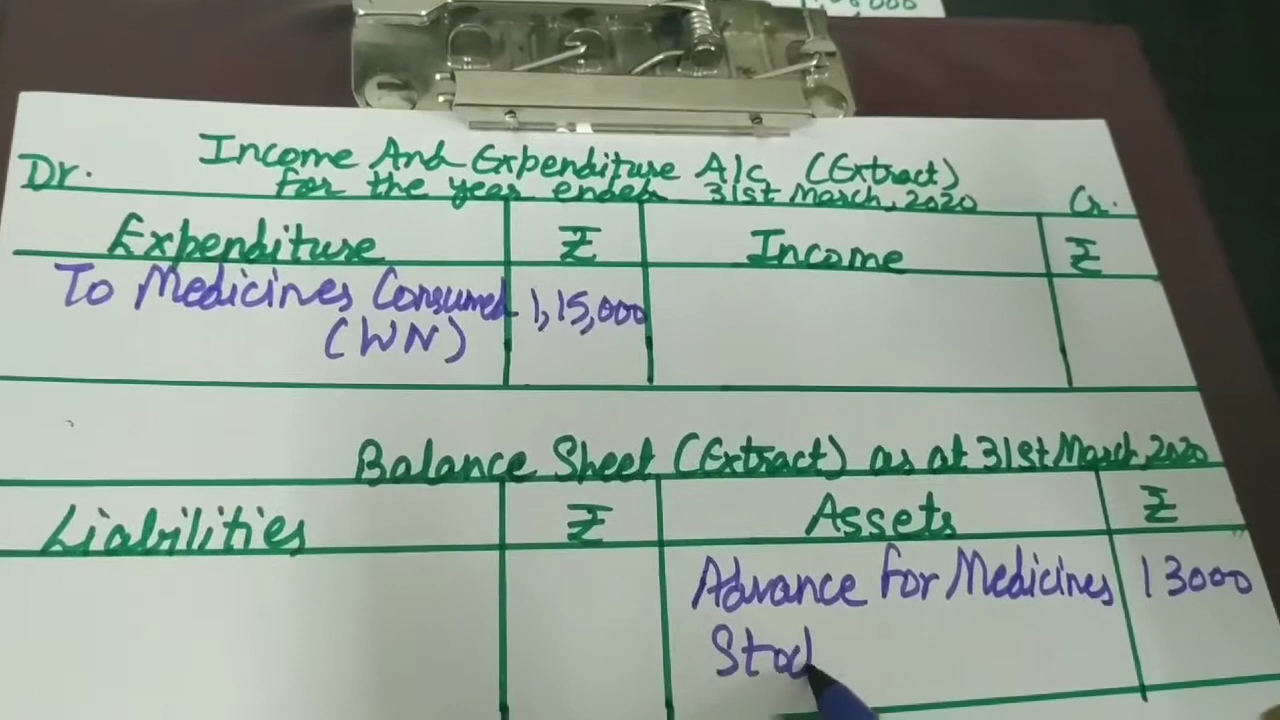 Income And Expenditure A/c (Extract)
Dr. for the year ended 31st March, 2020 Cr.
Expenditure ₹ Income ₹
To Medicines Consumed 1,15,000
(WN)
Balance Sheet (Extract) as at 31st March, 2020
Liabilities ₹ Assets ₹
Advance for Medicines 13000
Stoc